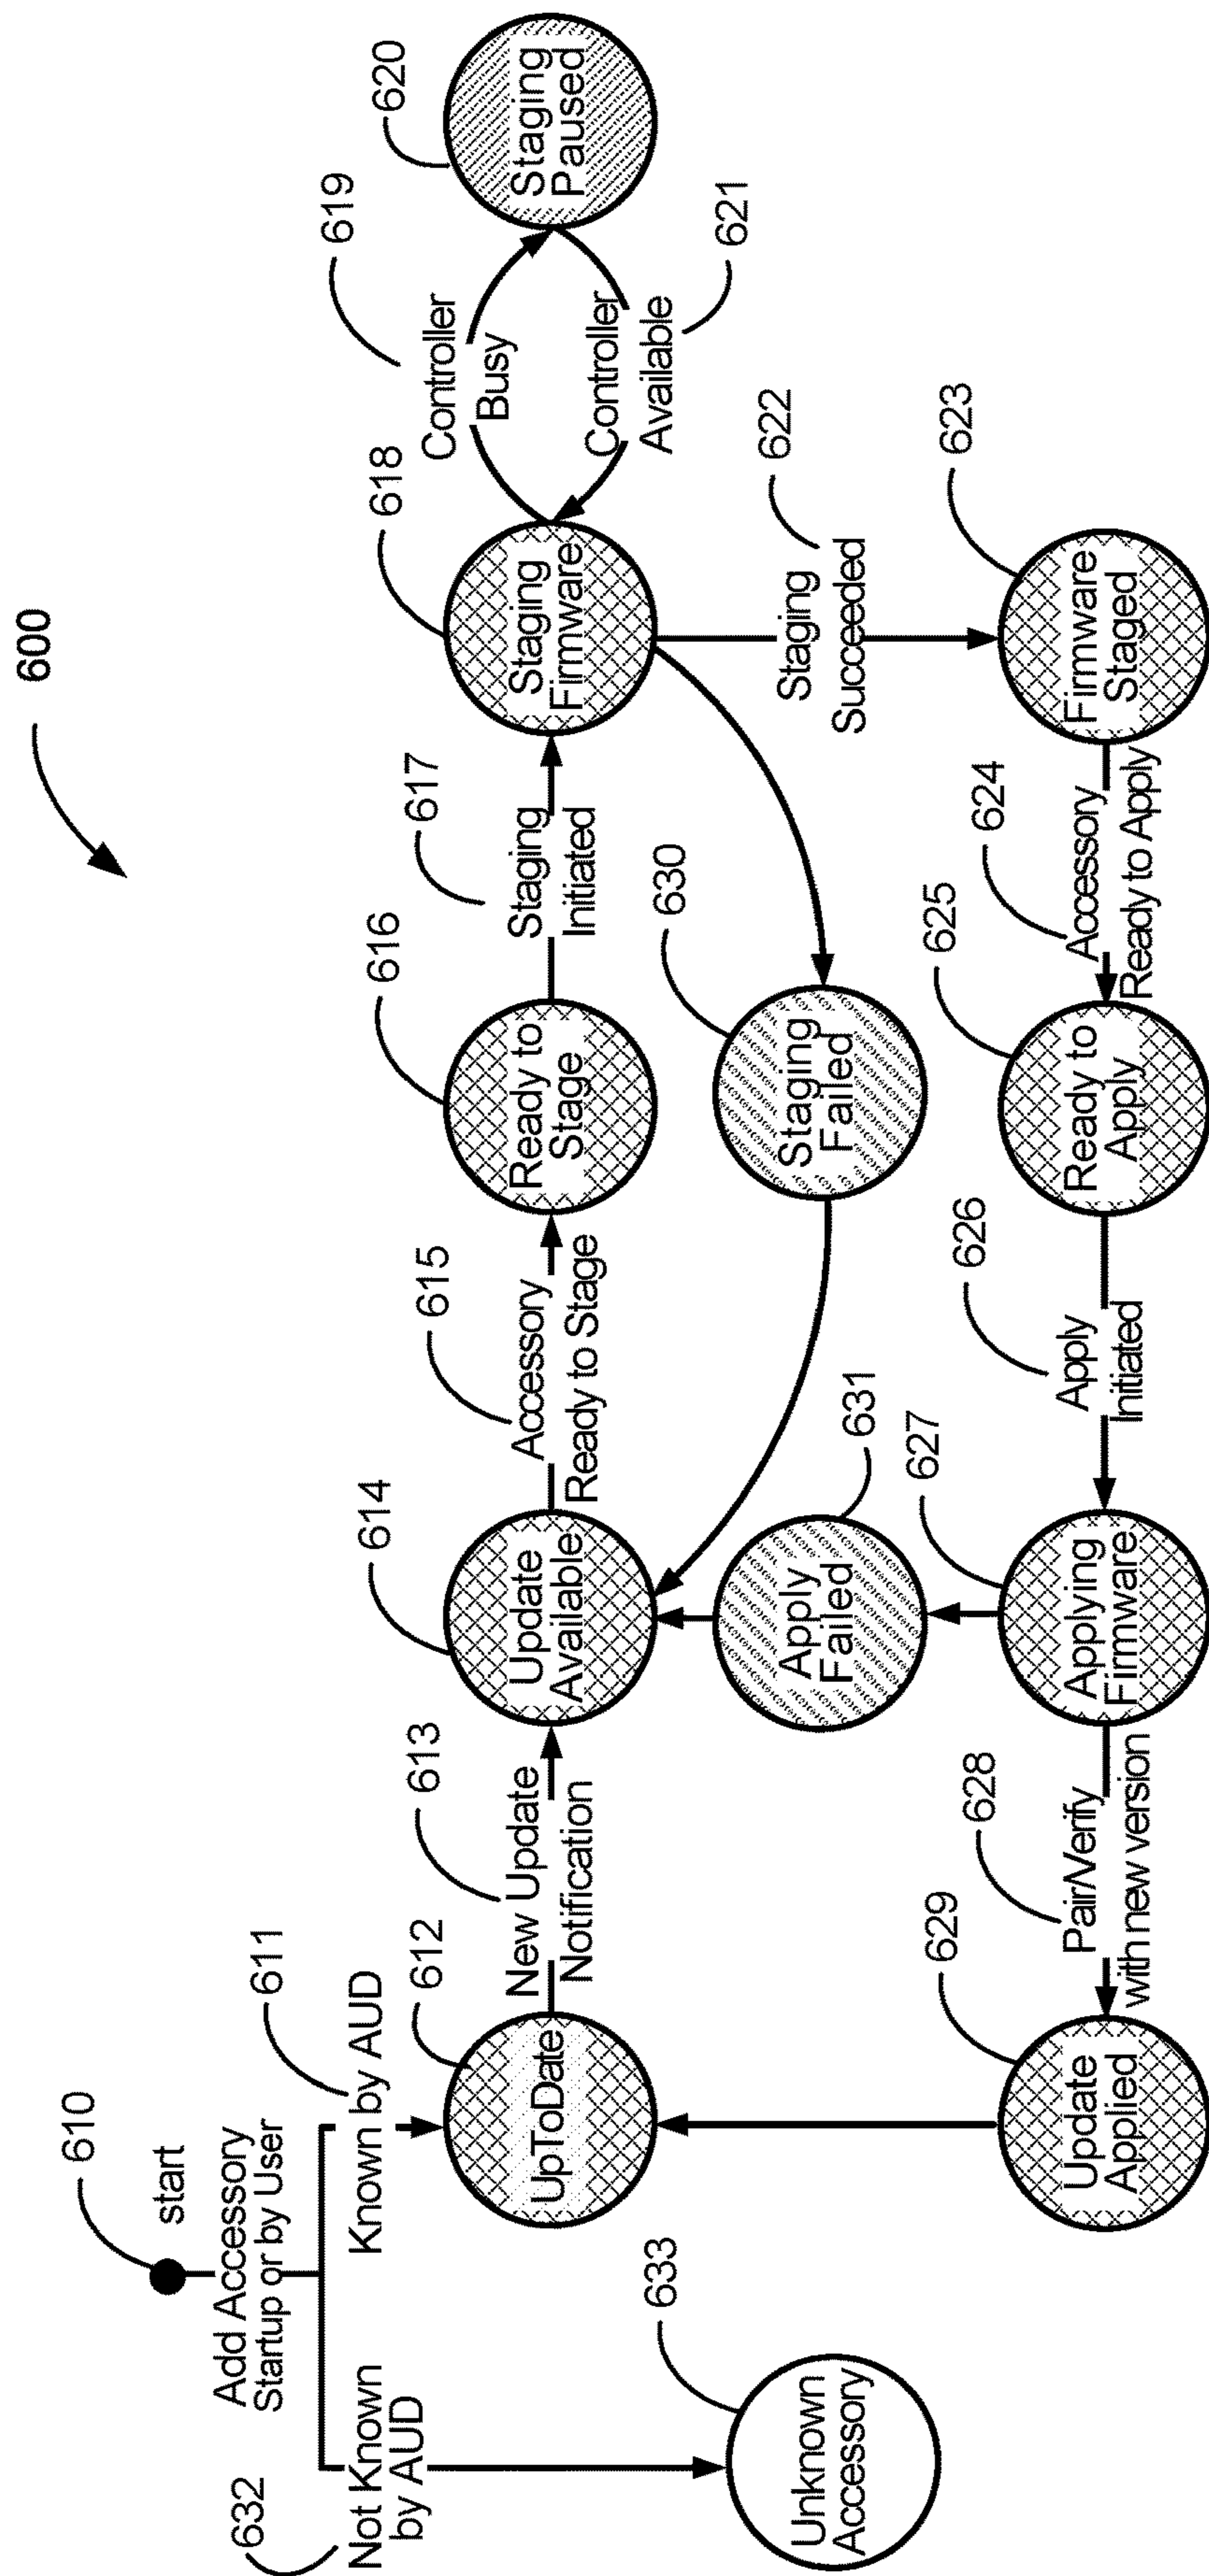 600
610
start
Add Accessory
Startup or by User
632
Not Known
by AUD
611
Known by AUD
612
UpToDate
613
New Update
Notification
614
Update
Available
615
Accessory
Ready to Stage
616
Ready to
Stage
617
Staging
Initiated
618
Staging
Firmware
619
Controller
Busy
620
Staging
Paused
621
Controller
Available
622
Staging
Succeeded
630
Staging
Failed
631
Apply
Failed
633
Unknown
Accessory
629
Update
Applied
628
Pair/Verify
with new version
627
Applying
Firmware
626
Apply
Initiated
625
Ready to
Apply
624
Accessory
Ready to Apply
623
Firmware
Staged